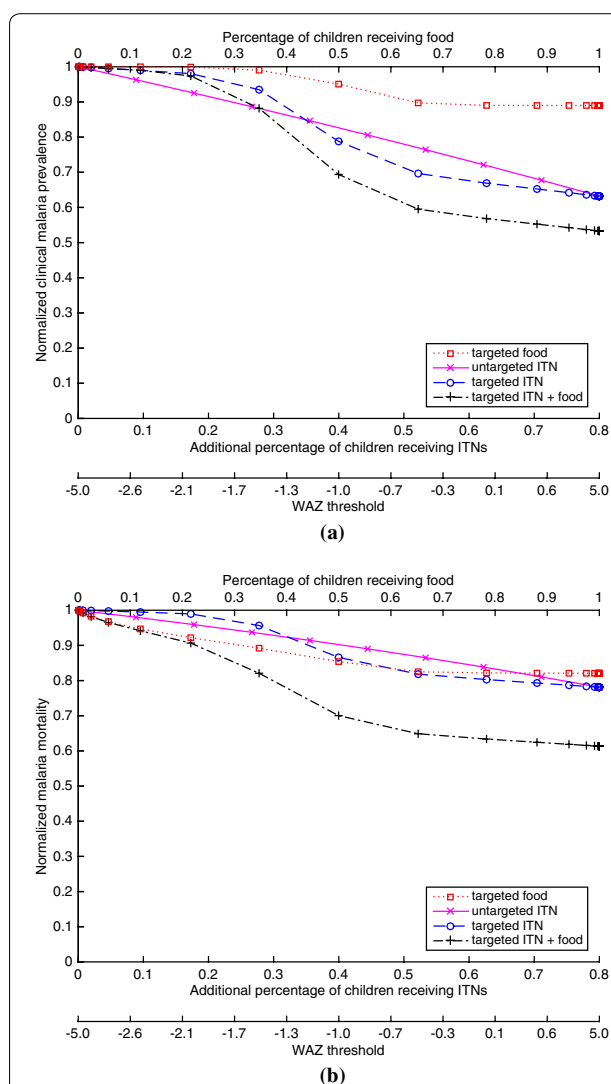 Percentage of children receiving food
0 0.1 0.2 0.3 0.4 0.5 0.6 0.7 0.8 0.9 1
1
0.9
0.8
0.7
0.6
0.5
0.4
0.3
0.2
0.1
0
Normalized clinical malaria prevalence
targeted food
untargeted ITN
targeted ITN
targeted ITN + food
0 0.1 0.2 0.3 0.4 0.5 0.6 0.7 0.8
Additional percentage of children receiving ITNs
-5.0 -2.6 -2.1 -1.7 -1.3 -1.0 -0.7 -0.3 0.1 0.6 5.0
WAZ threshold
(a)
Percentage of children receiving food
0 0.1 0.2 0.3 0.4 0.5 0.6 0.7 0.8 0.9 1
1
0.9
0.8
0.7
0.6
0.5
0.4
0.3
0.2
0.1
0
Normalized malaria mortality
targeted food
untargeted ITN
targeted ITN
targeted ITN + food
0 0.1 0.2 0.3 0.4 0.5 0.6 0.7 0.8
Additional percentage of children receiving ITNs
-5.0 -2.6 -2.1 -1.7 -1.3 -1.0 -0.7 -0.3 0.1 0.6 5.0
WAZ threshold
(b)